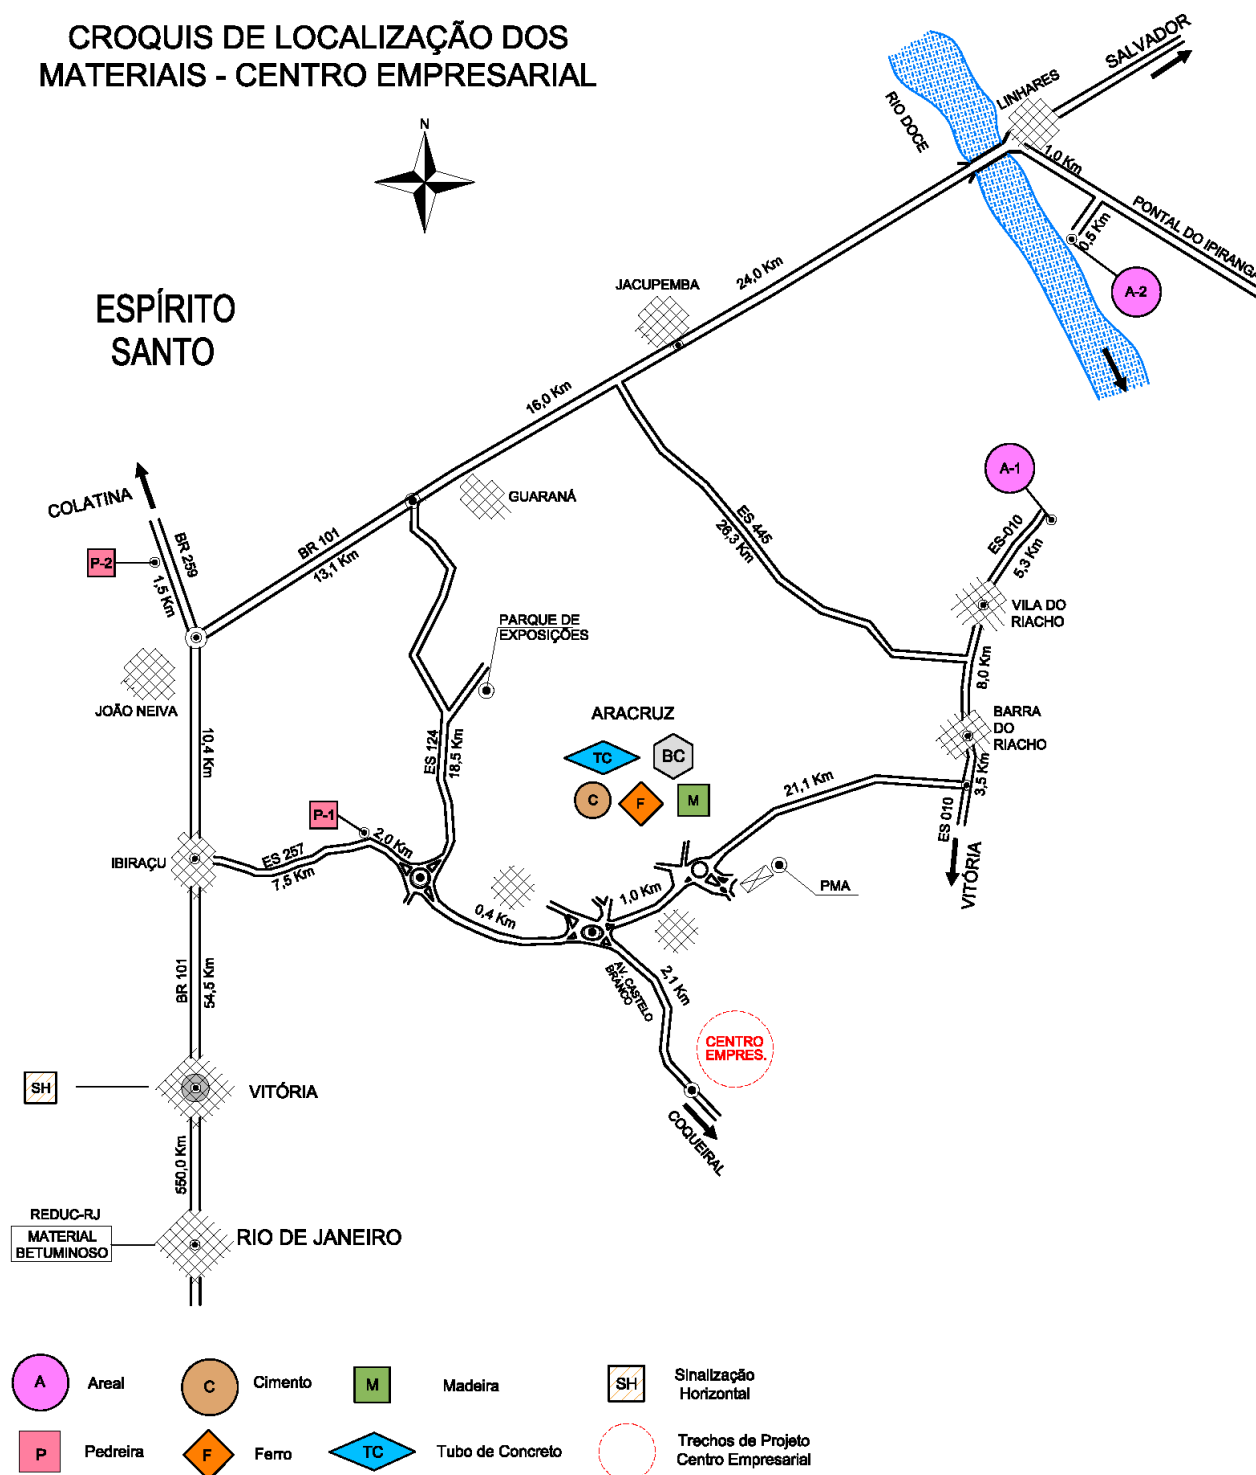 CROQUIS DE LOCALIZAÇÃO DOS
MATERIAIS - CENTRO EMPRESARIAL
N
SALVADOR
LINHARES
RIO DOCE
1,0 Km
PONTAL DO IPIRANGA
0,5 Km
A-2
24,0 Km
JACUPEMBA
ESPÍRITO
SANTO
16,0 Km
A-1
COLATINA
GUARANÁ
BR 101
13,1 Km
ES 445
26,3 Km
ES-010
5,3 Km
BR 259
P-2
1,5 Km
VILA DO
RIACHO
PARQUE DE
EXPOSIÇÕES
8,0 Km
JOÃO NEIVA
ARACRUZ
BARRA
DO
RIACHO
10,4 Km
ES 124
18,5 Km
TC
BC
C
F
M
21,1 Km
3,5 Km
ES 010
P-1
2,0 Km
IBIRAÇU
ES 257
7,5 Km
VITÓRIA
PMA
1,0 Km
0,4 Km
BR 101
54,5 Km
AV. CASTELO
BRANCO
2,1 Km
CENTRO
EMPRES.
SH
VITÓRIA
COQUEIRAL
550,0 Km
REDUC-RJ
MATERIAL
BETUMINOSO
RIO DE JANEIRO
A
Areal
C
Cimento
M
Madeira
SH
Sinalização
Horizontal
P
Pedreira
F
Ferro
TC
Tubo de Concreto
Trechos de Projeto
Centro Empresarial